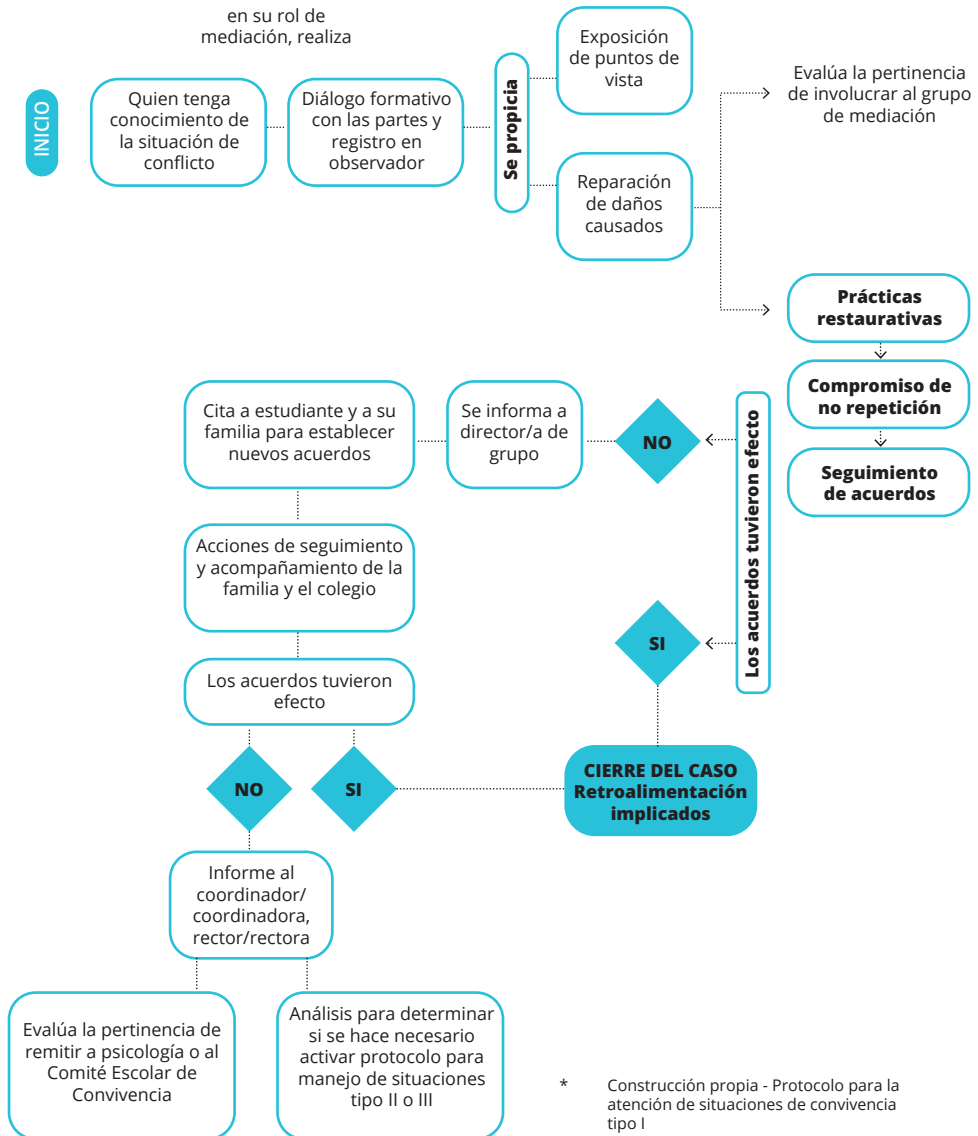 en su rol de
mediación, realiza
INICIO
Quien tenga
conocimiento de
la situación de
conflicto
Diálogo formativo
con las partes y
registro en
observador
Se propicia
Exposición
de puntos de
vista
Reparación
de daños
causados
Evalúa la pertinencia
de involucrar al grupo
de mediación
Prácticas
restaurativas
Compromiso de
no repetición
Seguimiento
de acuerdos
Los acuerdos tuvieron efecto
NO
Se informa a
director/a de
grupo
Cita a estudiante y a su
familia para establecer
nuevos acuerdos
Acciones de seguimiento
y acompañamiento de la
familia y el colegio
Los acuerdos tuvieron
efecto
SI
CIERRE DEL CASO
Retroalimentación
implicados
NO
SI
Informe al
coordinador/
coordinadora,
rector/rectora
Evalúa la pertinencia de
remitir a psicología o al
Comité Escolar de
Convivencia
Análisis para determinar
si se hace necesario
activar protocolo para
manejo de situaciones
tipo II o III
* Construcción propia - Protocolo para la
atención de situaciones de convivencia
tipo I